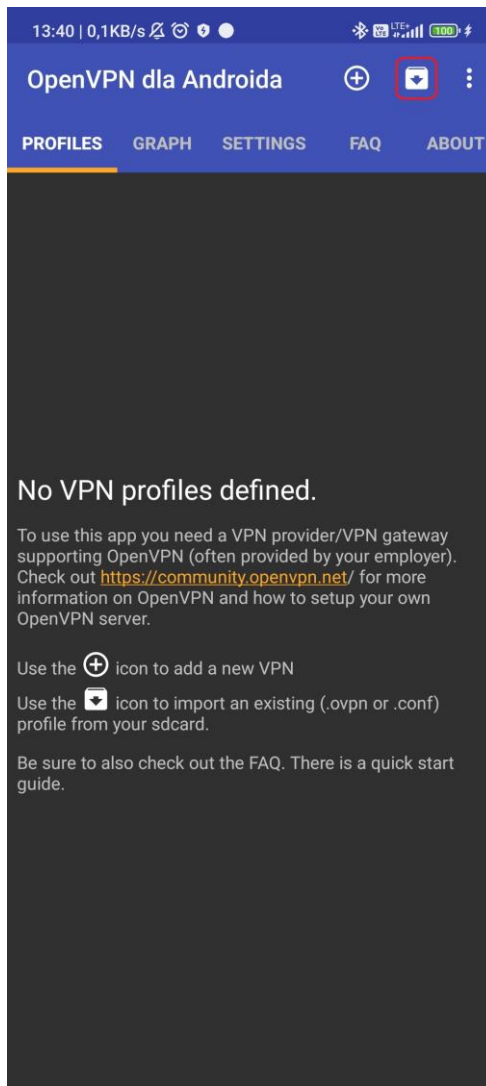 13:40 | 0,1KB/s
LTE+
100
OpenVPN dla Androida
PROFILES GRAPH SETTINGS FAQ ABOUT
No VPN profiles defined.
To use this app you need a VPN provider/VPN gateway
supporting OpenVPN (often provided by your employer).
Check out https://community.openvpn.net/ for more
information on OpenVPN and how to setup your own
OpenVPN server.
Use the icon to add a new VPN
Use the icon to import an existing (.ovpn or .conf)
profile from your sdcard.
Be sure to also check out the FAQ. There is a quick start
guide.